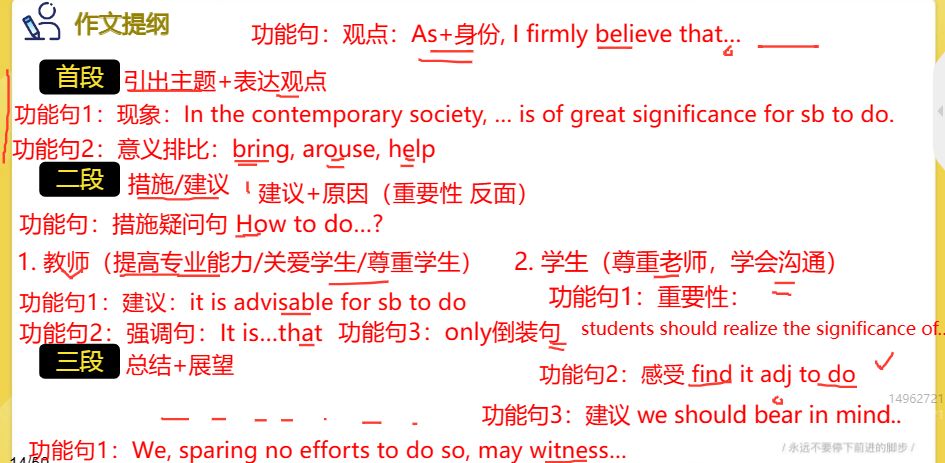 作文提纲
功能句：观点：As+身份, I firmly believe that...
首段 引出主题+表达观点
功能句1：现象：In the contemporary society, ... is of great significance for sb to do.
功能句2：意义排比：bring, arouse, help
二段 措施/建议 建议+原因（重要性 反面）
功能句：措施疑问句 How to do...?
1. 教师（提高专业能力/关爱学生/尊重学生） 2. 学生（尊重老师，学会沟通）
功能句1：建议：it is advisable for sb to do 功能句1：重要性：
功能句2：强调句：It is...that 功能句3：only倒装句 students should realize the significance of..
三段 总结+展望
功能句2：感受 find it adj to do
14962721
功能句3：建议 we should bear in mind..
功能句1：We, sparing no efforts to do so, may witness...
/ 永远不要停下前进的脚步 /